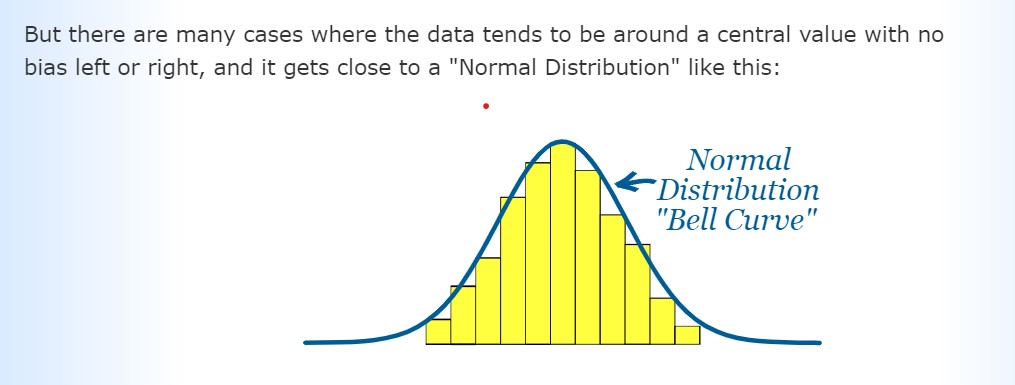 But there are many cases where the data tends to be around a central value with no
bias left or right, and it gets close to a "Normal Distribution" like this:
Normal
Distribution
"Bell Curve"